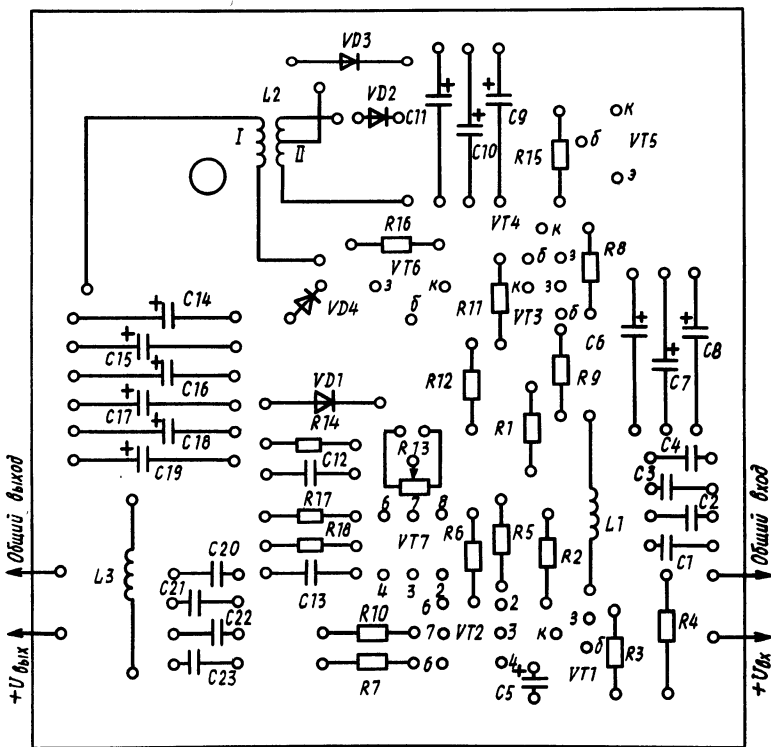 VD3
L2
VD2
I
II
C11
C10
C9
R15
к
б
VT5
э
R16
VT4
к
б
э
R8
VT6
э
к
к
э
R11
VT3
б
C14
VD4
б
C6
C8
C15
C7
C16
R12
R9
VD1
C17
R14
R13
R1
C18
C4
C12
C3
C19
6
7
8
C2
R17
R6
R5
L1
R18
VT7
R2
C1
Общий выход
Общий вход
C20
L3
C13
4
3
2
C21
6
2
э
C22
R10
7
VT2
3
к
б
R3
R4
C23
R7
6
4
VT1
C5
+U вых
+U вх